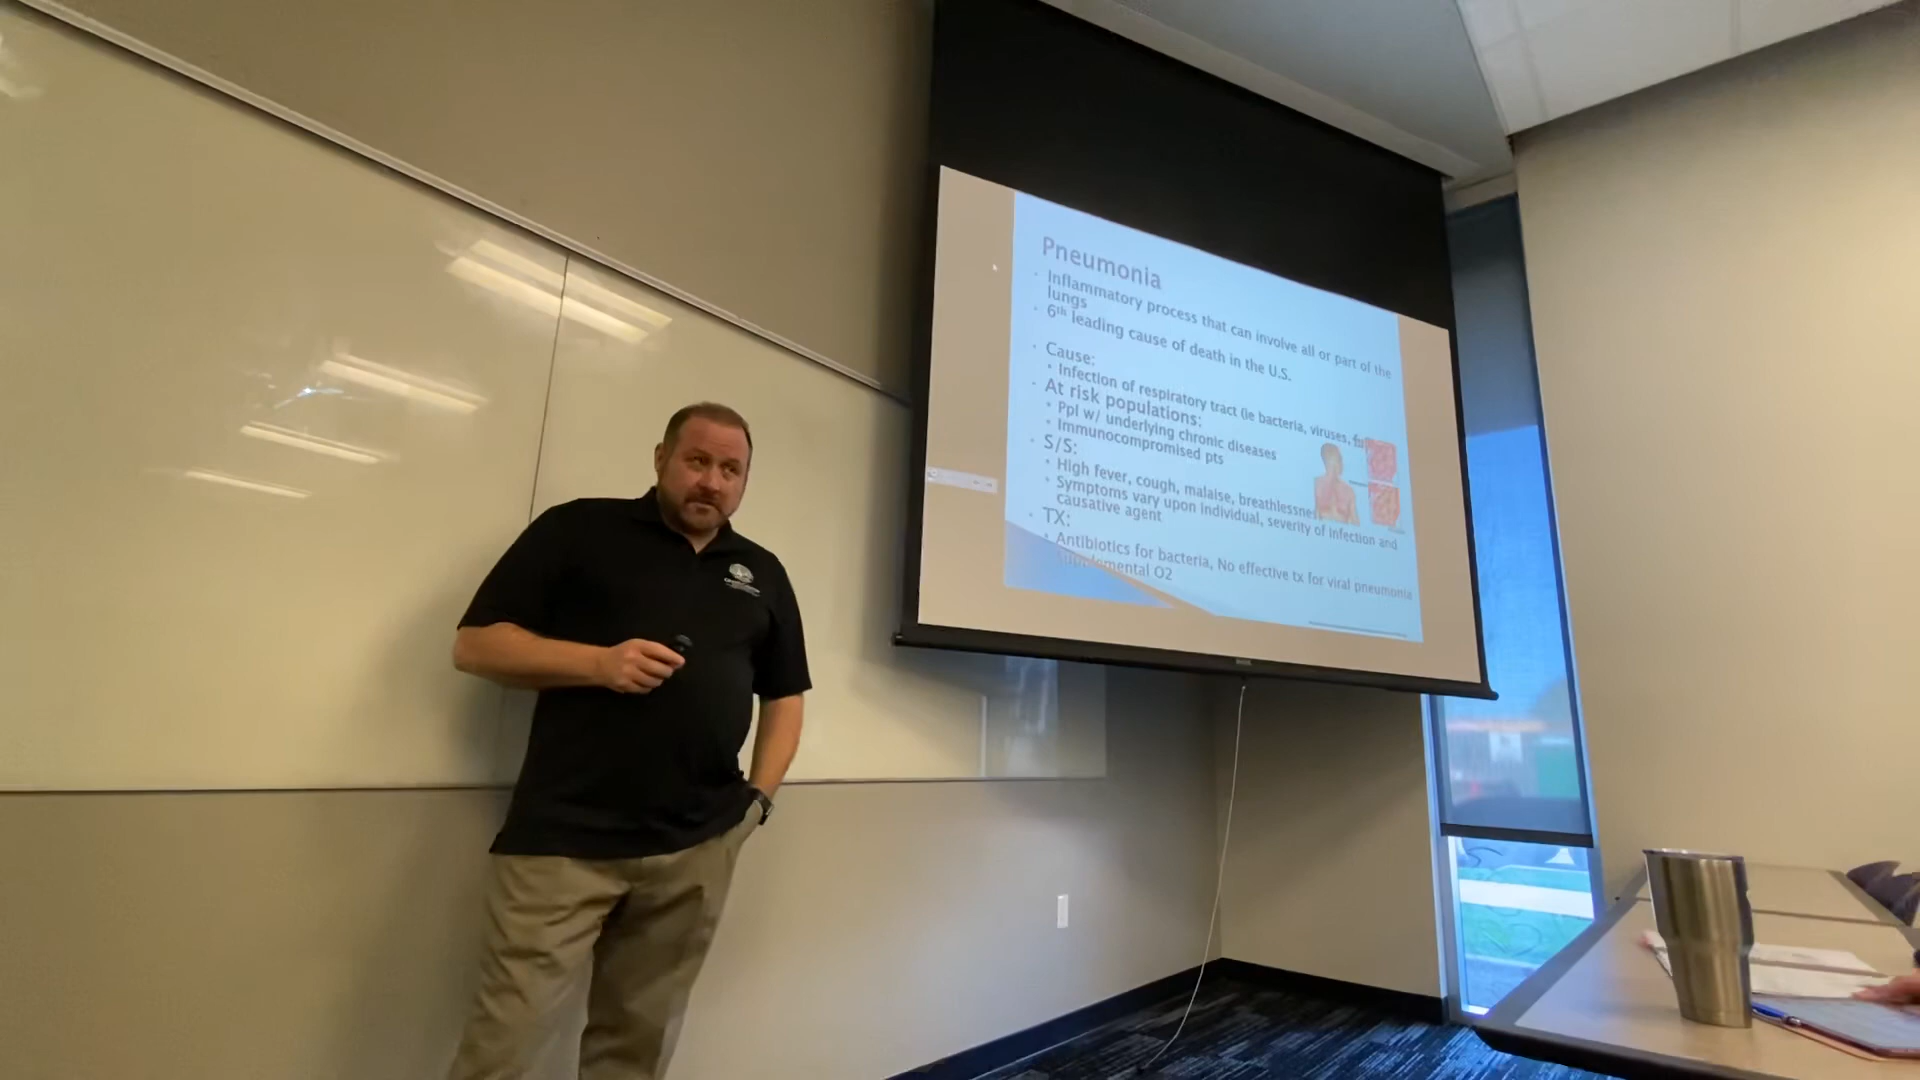 Pneumonia
Inflammatory process that can involve all or part of the
lungs
6th leading cause of death in the U.S.
Cause:
Infection of respiratory tract (ie bacteria, viruses,
At risk populations:
Ppl w/ underlying chronic diseases
Immunocompromised pts
S/S:
High fever, cough, malaise, breathlessness
Symptoms vary upon individual, severity of infection and
causative agent
TX:
Antibiotics for bacteria, No effective tx for viral pneumonia
Supplemental O2